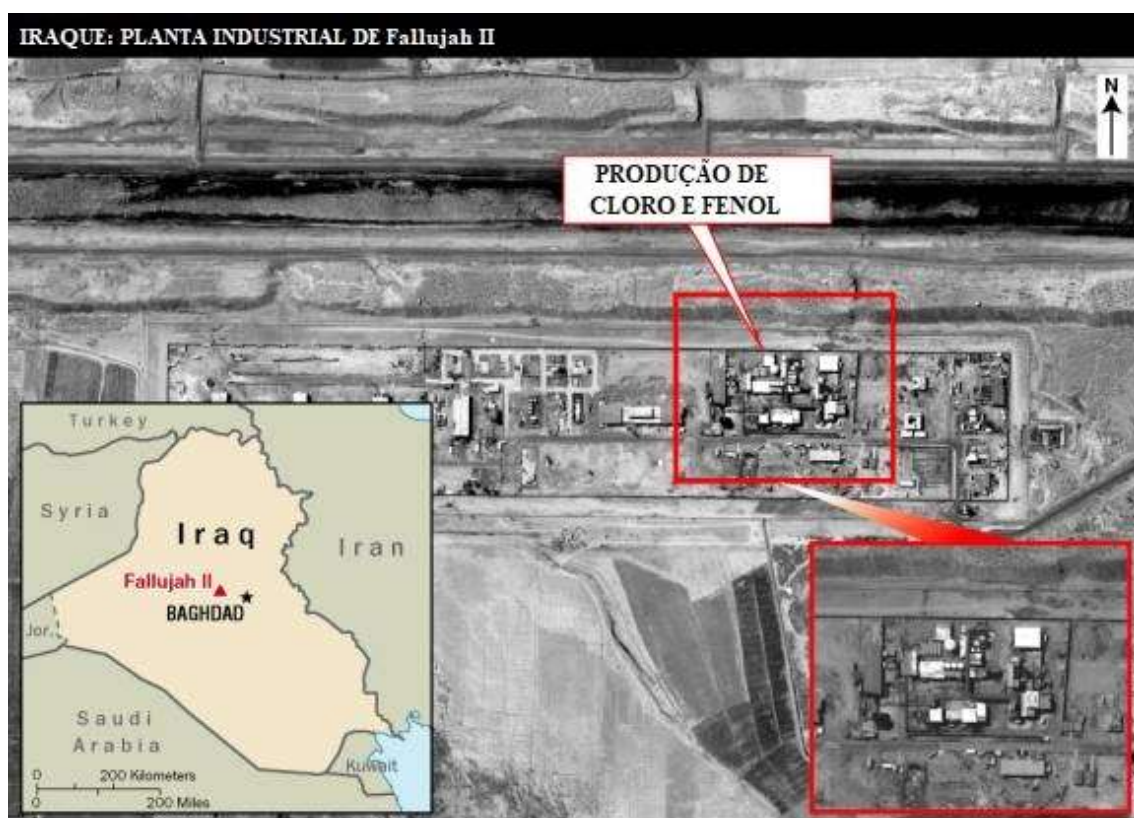 IRAQUE: PLANTA INDUSTRIAL DE Fallujah II
N
PRODUÇÃO DE
CLORO E FENOL
Turkey
Syria
Iraq
Iran
Fallujah II
BAGHDAD
Jor.
Saudi
Arabia
Kuwait
0 200 Kilometers
0 200 Miles